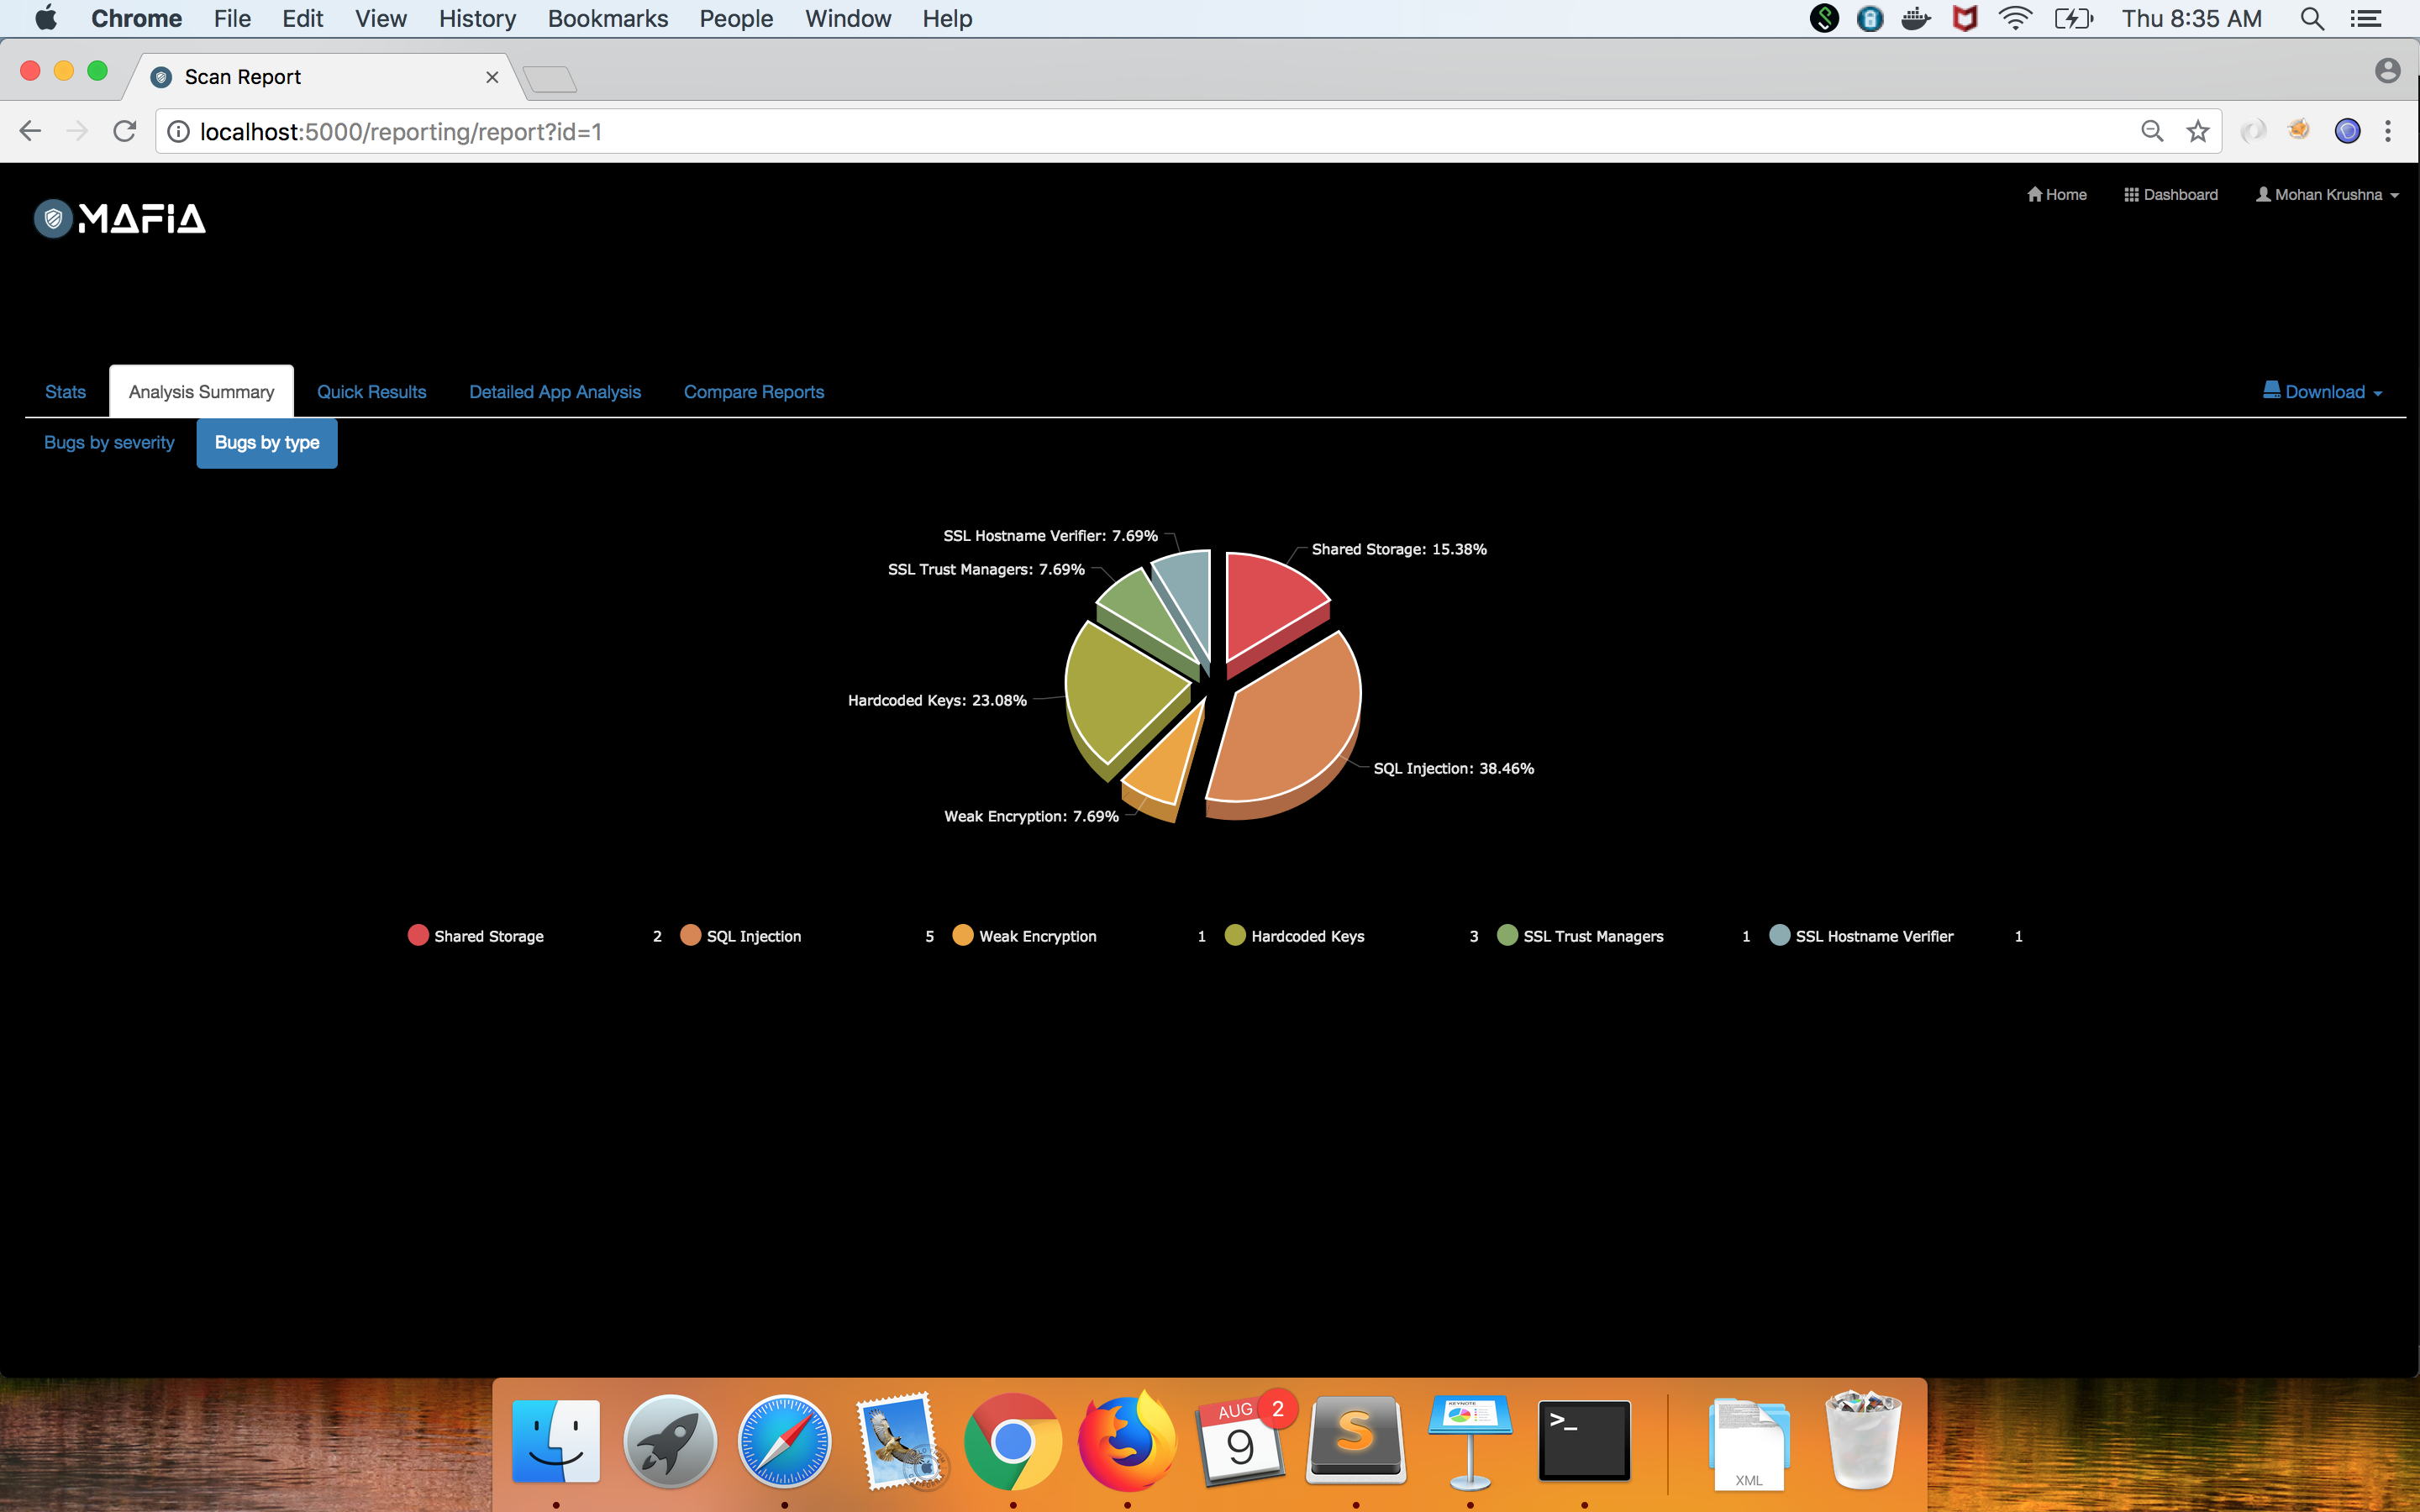 Chrome File Edit View History Bookmarks People Window Help Thu 8:35 AM
Scan Report
localhost:5000/reporting/report?id=1
Home Dashboard Mohan Krushna
MAFIA
Stats Analysis Summary Quick Results Detailed App Analysis Compare Reports Download
Bugs by severity Bugs by type
SSL Hostname Verifier: 7.69%
Shared Storage: 15.38%
SSL Trust Managers: 7.69%
Hardcoded Keys: 23.08%
SQL Injection: 38.46%
Weak Encryption: 7.69%
Shared Storage 2 SQL Injection 5 Weak Encryption 1 Hardcoded Keys 3 SSL Trust Managers 1 SSL Hostname Verifier 1
AUG 2
9
S
KEYNOTE
>_
XML